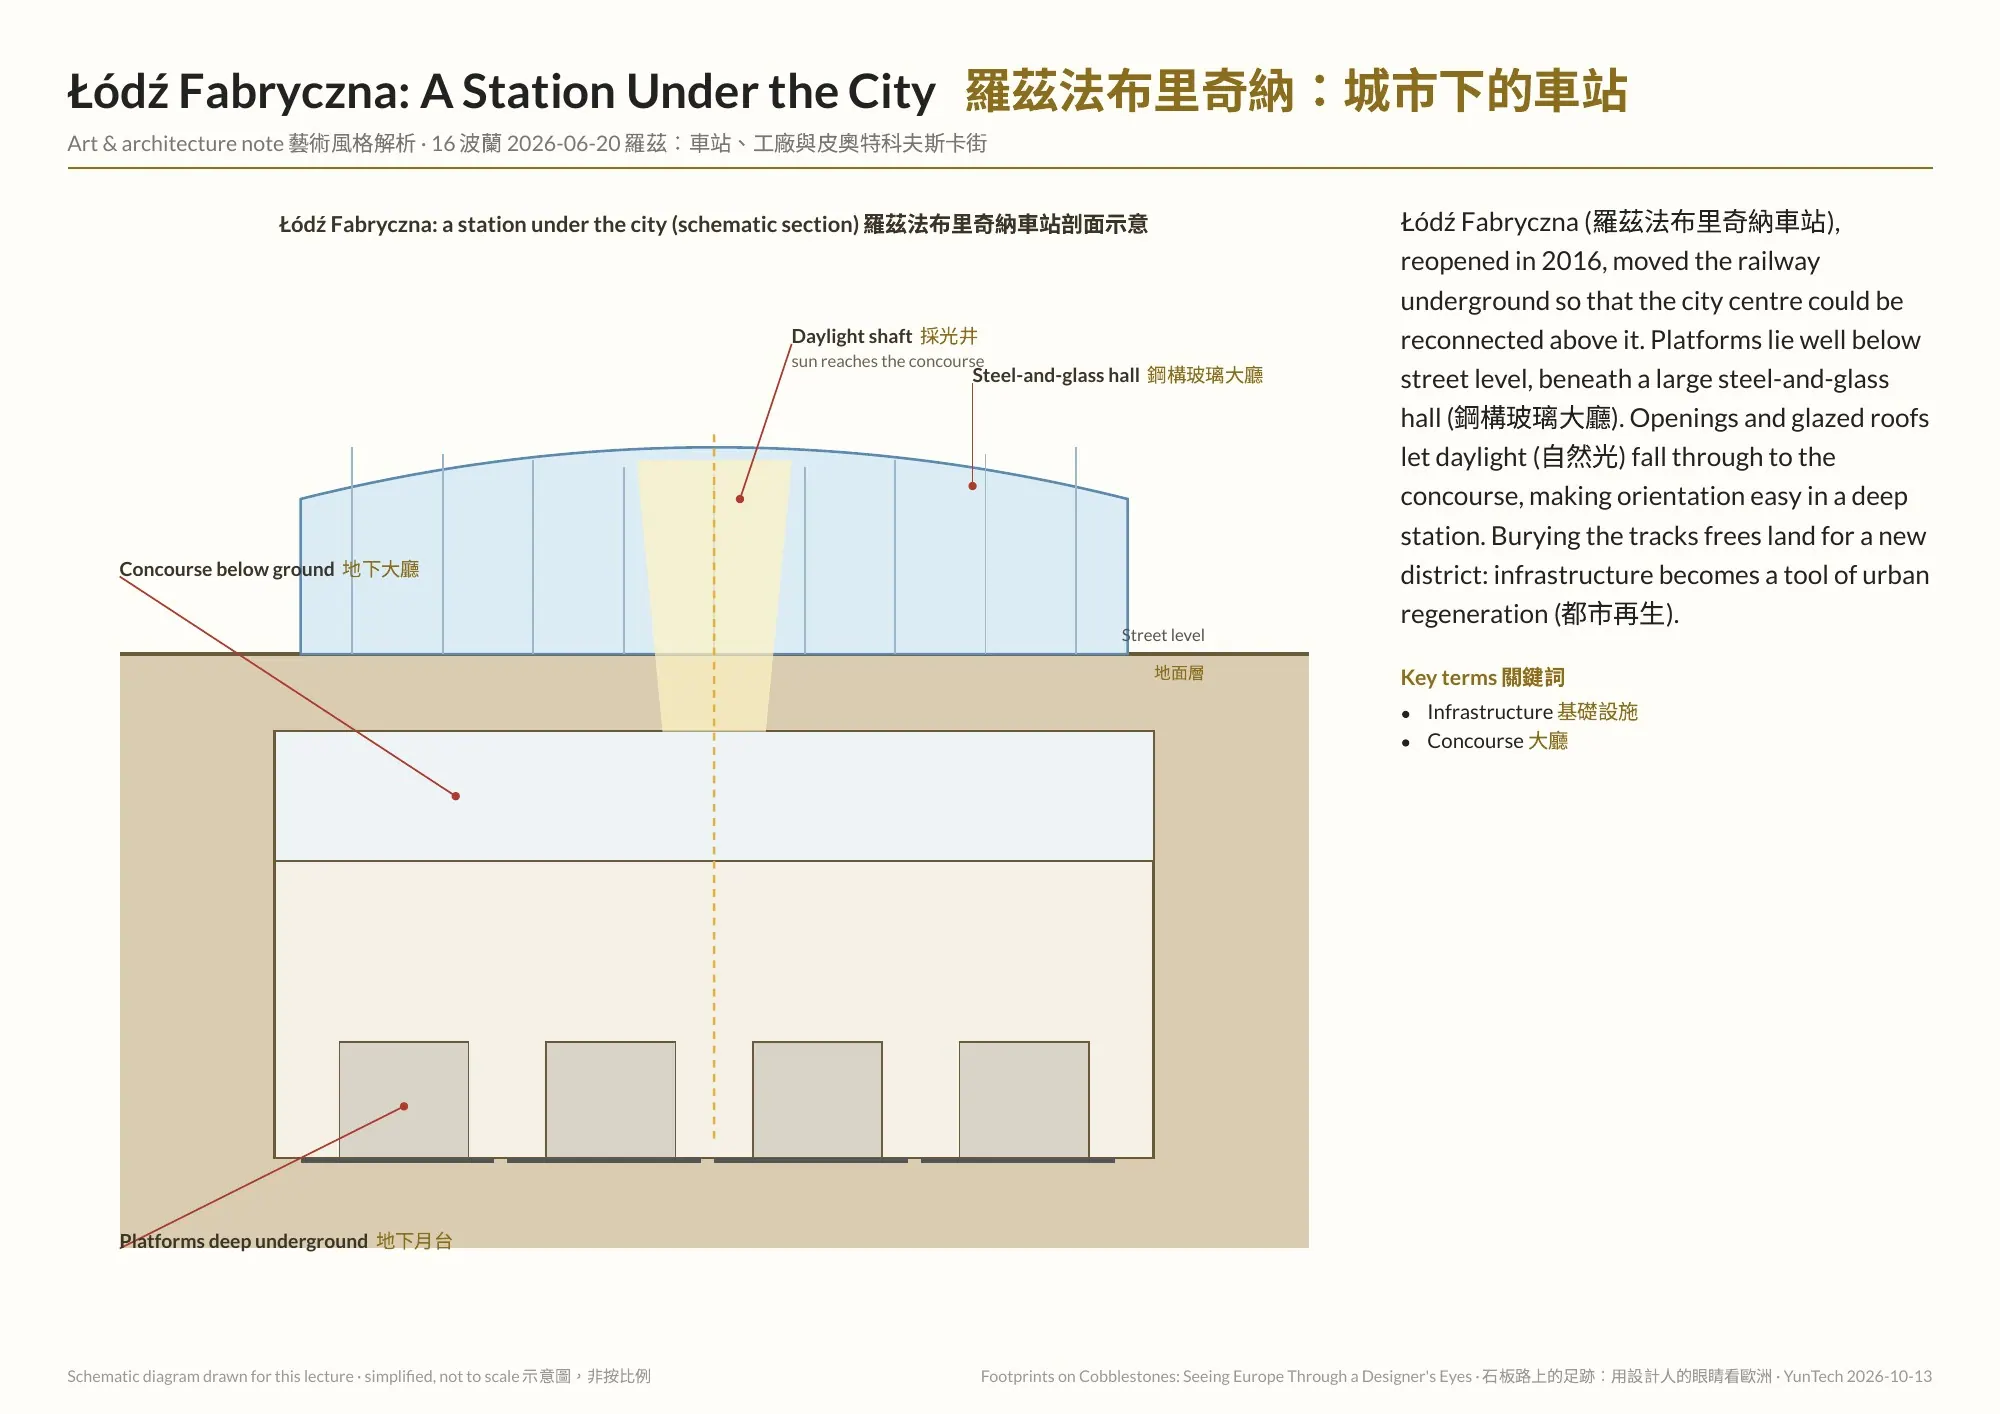 Łódź Fabryczna: A Station Under the City 羅茲法布里奇納：城市下的車站
Art & architecture note 藝術風格解析 · 16 波蘭 2026-06-20 羅茲：車站、工廠與皮奧特科夫斯卡街
Łódź Fabryczna: a station under the city (schematic section) 羅茲法布里奇納車站剖面示意
Daylight shaft 採光井
sun reaches the concourse
Steel-and-glass hall 鋼構玻璃大廳
Concourse below ground 地下大廳
Street level
地面層
Platforms deep underground 地下月台
Łódź Fabryczna (羅茲法布里奇納車站),
reopened in 2016, moved the railway
underground so that the city centre could be
reconnected above it. Platforms lie well below
street level, beneath a large steel-and-glass
hall (鋼構玻璃大廳). Openings and glazed roofs
let daylight (自然光) fall through to the
concourse, making orientation easy in a deep
station. Burying the tracks frees land for a new
district: infrastructure becomes a tool of urban
regeneration (都市再生).
Key terms 關鍵詞
• Infrastructure 基礎設施
• Concourse 大廳
Schematic diagram drawn for this lecture · simplified, not to scale 示意圖，非按比例
Footprints on Cobblestones: Seeing Europe Through a Designer's Eyes · 石板路上的足跡：用設計人的眼睛看歐洲 · YunTech 2026-10-13